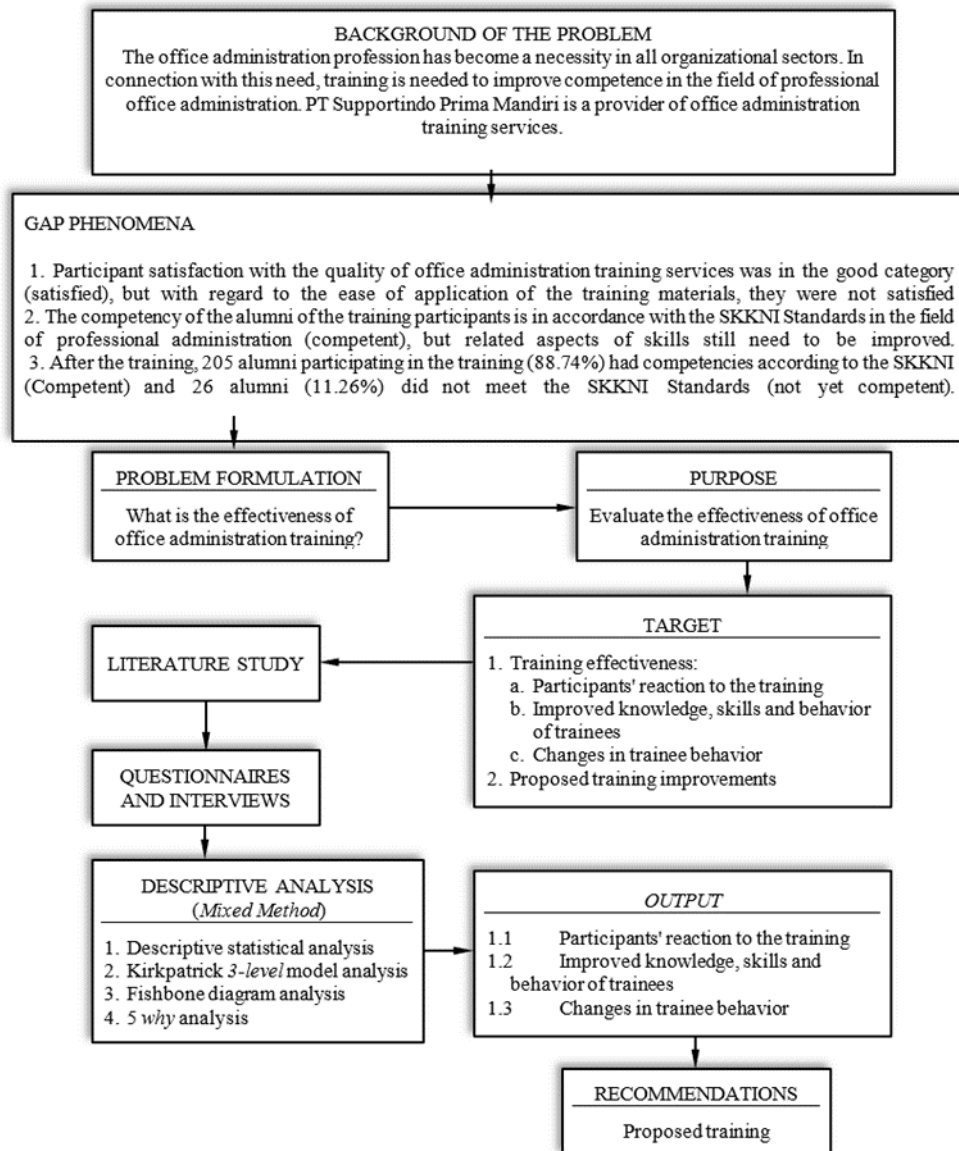 BACKGROUND OF THE PROBLEM
The office administration profession has become a necessity in all organizational sectors. In
connection with this need, training is needed to improve competence in the field of professional
office administration. PT Supportindo Prima Mandiri is a provider of office administration
training services.
GAP PHENOMENA
1. Participant satisfaction with the quality of office administration training services was in the good category
(satisfied), but with regard to the ease of application of the training materials, they were not satisfied
2. The competency of the alumni of the training participants is in accordance with the SKKNI Standards in the field
of professional administration (competent), but related aspects of skills still need to be improved.
3. After the training, 205 alumni participating in the training (88.74%) had competencies according to the SKKNI
(Competent) and 26 alumni (11.26%) did not meet the SKKNI Standards (not yet competent).
PROBLEM FORMULATION
What is the effectiveness of
office administration training?
PURPOSE
Evaluate the effectiveness of office
administration training
TARGET
1. Training effectiveness:
a. Participants' reaction to the training
b. Improved knowledge, skills and behavior
of trainees
c. Changes in trainee behavior
2. Proposed training improvements
LITERATURE STUDY
QUESTIONNAIRES
AND INTERVIEWS
DESCRIPTIVE ANALYSIS
(Mixed Method)
1. Descriptive statistical analysis
2. Kirkpatrick 3-level model analysis
3. Fishbone diagram analysis
4. 5 why analysis
OUTPUT
1.1 Participants' reaction to the training
1.2 Improved knowledge, skills and
behavior of trainees
1.3 Changes in trainee behavior
RECOMMENDATIONS
Proposed training